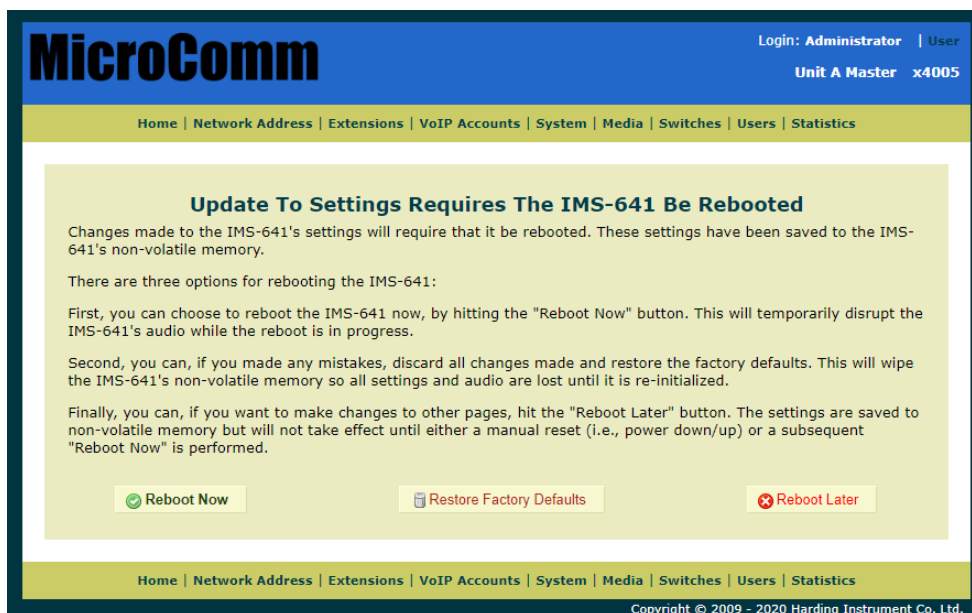 MicroComm
Login: Administrator | User
Unit A Master x4005
Home | Network Address | Extensions | VoIP Accounts | System | Media | Switches | Users | Statistics
Update To Settings Requires The IMS-641 Be Rebooted
Changes made to the IMS-641's settings will require that it be rebooted. These settings have been saved to the IMS-
641's non-volatile memory.
There are three options for rebooting the IMS-641:
First, you can choose to reboot the IMS-641 now, by hitting the "Reboot Now" button. This will temporarily disrupt the
IMS-641's audio while the reboot is in progress.
Second, you can, if you made any mistakes, discard all changes made and restore the factory defaults. This will wipe
the IMS-641's non-volatile memory so all settings and audio are lost until it is re-initialized.
Finally, you can, if you want to make changes to other pages, hit the "Reboot Later" button. The settings are saved to
non-volatile memory but will not take effect until either a manual reset (i.e., power down/up) or a subsequent
"Reboot Now" is performed.
Reboot Now
Restore Factory Defaults
Reboot Later
Home | Network Address | Extensions | VoIP Accounts | System | Media | Switches | Users | Statistics
Copyright © 2009 - 2020 Harding Instrument Co. Ltd.